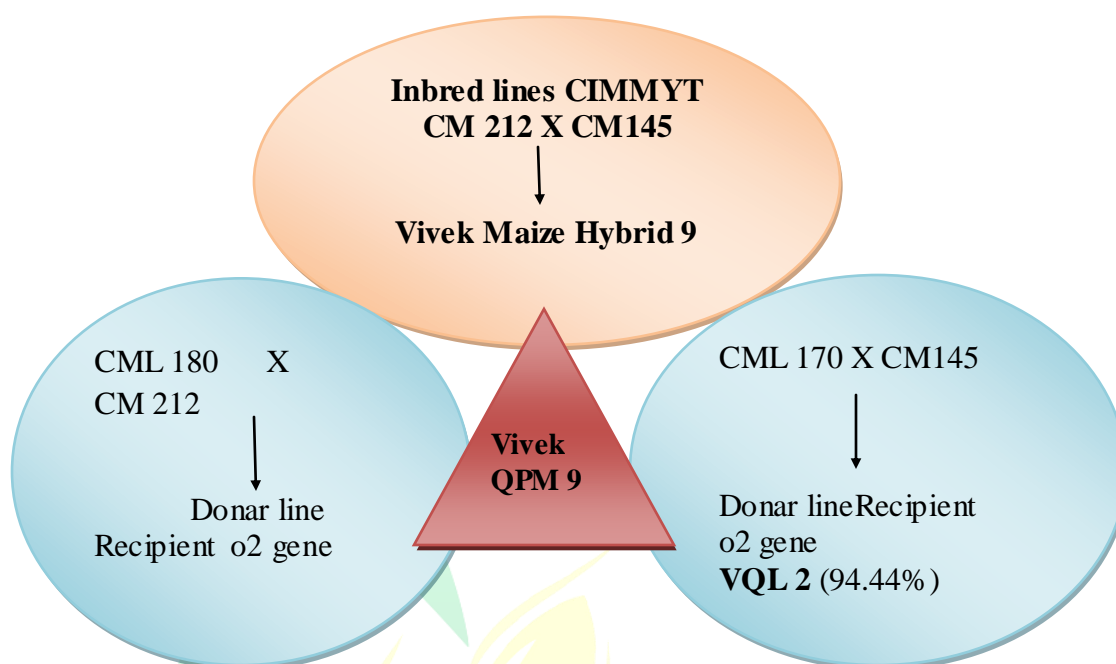 Inbred lines CIMMYT
CM 212 X CM145
Vivek Maize Hybrid 9
CML 180 X
CM 212
Donar line
Recipient o2 gene
Vivek
QPM 9
CML 170 X CM145
Donar lineRecipient
o2 gene
VQL 2 (94.44%)